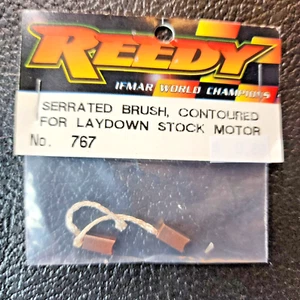 REEDY
IFMAR WORLD CHAMPIONS
SERRATED BRUSH, CONTOURED
FOR LAYDOWN STOCK MOTOR
No. 767